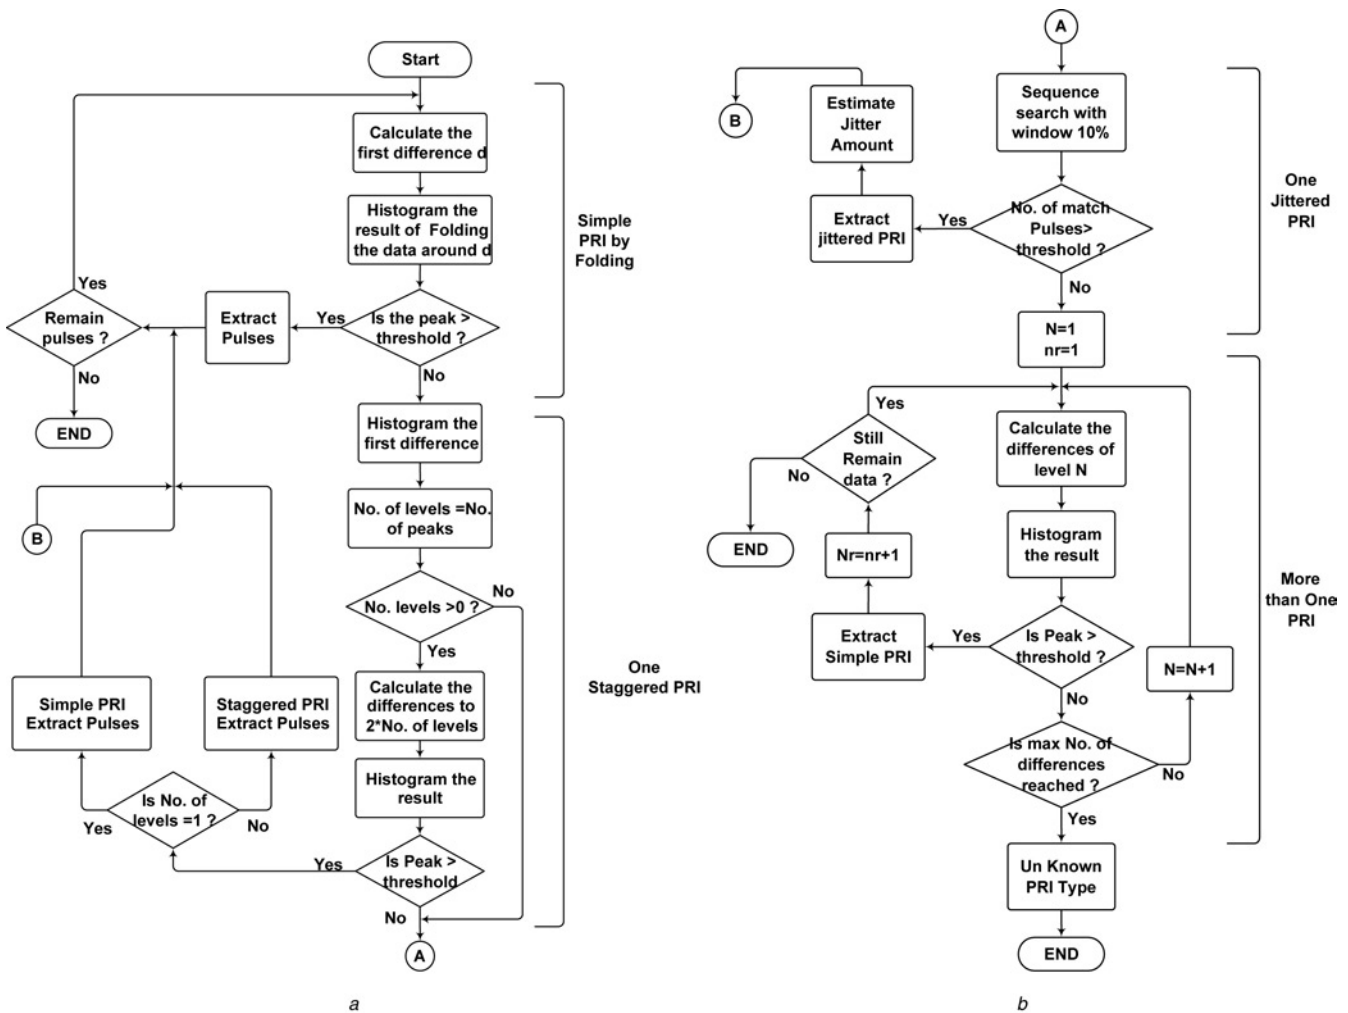 Start
Calculate the
first difference d
Histogram the
result of Folding
the data around d
Simple
PRI by
Folding
Yes
Remain
pulses ?
Extract
Pulses
Yes
Is the peak >
threshold ?
No
No
END
Histogram the
first difference
No. of levels =No.
of peaks
B
No. levels >0 ?
No
Yes
One
Staggered PRI
Calculate the
differences to
2*No. of levels
Simple PRI
Extract Pulses
Staggered PRI
Extract Pulses
Histogram the
result
Is No. of
levels =1 ?
Yes
No
Yes
Is Peak >
threshold
No
A
a
A
B
Estimate
Jitter
Amount
Sequence
search with
window 10%
One
Jittered
PRI
Extract
jittered PRI
Yes
No. of match
Pulses>
threshold ?
No
N=1
nr=1
Yes
Still
Remain
data ?
No
Calculate the
differences of
level N
END
Nr=nr+1
Histogram
the result
More
than One
PRI
Extract
Simple PRI
Yes
Is Peak >
threshold ?
N=N+1
No
Is max No. of
differences
reached ?
No
Yes
Un Known
PRI Type
END
b